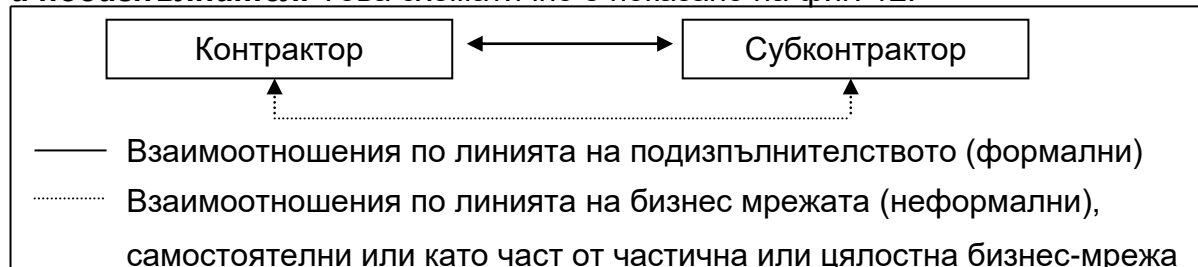 Контрактор
Субконтрактор
Взаимоотношения по линията на подизпълнителството (формални)
Взаимоотношения по линията на бизнес мрежата (неформални),
самостоятелни или като част от частична или цялостна бизнес-мрежа